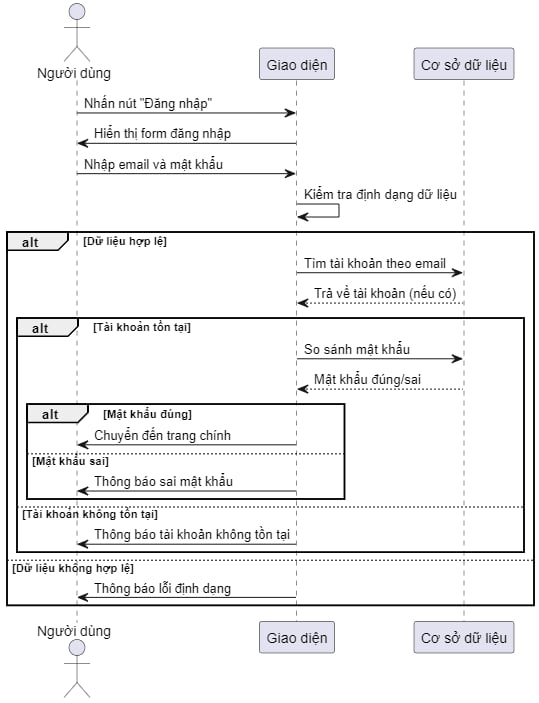 Người dùng
Giao diện
Cơ sở dữ liệu
Nhấn nút "Đăng nhập"
Hiển thị form đăng nhập
Nhập email và mật khẩu
Kiểm tra định dạng dữ liệu
alt [Dữ liệu hợp lệ]
Tìm tài khoản theo email
Trả về tài khoản (nếu có)
alt [Tài khoản tồn tại]
So sánh mật khẩu
Mật khẩu đúng/sai
alt [Mật khẩu đúng]
Chuyển đến trang chính
[Mật khẩu sai]
Thông báo sai mật khẩu
[Tài khoản không tồn tại]
Thông báo tài khoản không tồn tại
[Dữ liệu không hợp lệ]
Thông báo lỗi định dạng
Người dùng
Giao diện
Cơ sở dữ liệu